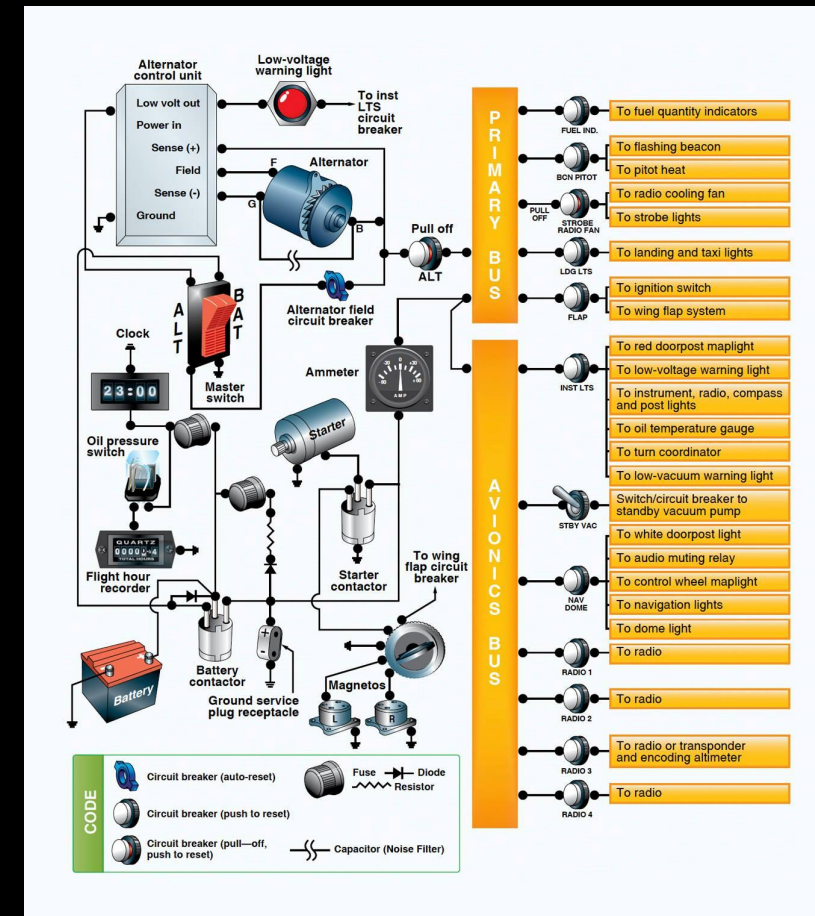 Alternator
control unit
Low volt out
Power in
Sense (+)
Field
Sense (-)
Ground
Low-voltage
warning light
To inst
LTS
circuit
breaker
F
Alternator
G
B
Pull off
ALT
Alternator field
circuit breaker
ALT
BAT
Master
switch
Clock
23:00
Oil pressure
switch
QUARTZ
TOTAL HOURS
Flight hour
recorder
Ammeter
-30 0 +30
-60 +60
AMP
Starter
Starter
contactor
To wing
flap circuit
breaker
Battery
Battery
contactor
Ground service
plug receptacle
+
-
Magnetos
L
R
PRIMARY BUS
FUEL IND.
To fuel quantity indicators
BCN PITOT
To flashing beacon
To pitot heat
PULL
OFF
STROBE
RADIO FAN
To radio cooling fan
To strobe lights
LDG LTS
To landing and taxi lights
FLAP
To ignition switch
To wing flap system
AVIONICS BUS
INST LTS
To red doorpost maplight
To low-voltage warning light
To instrument, radio, compass
and post lights
To oil temperature gauge
To turn coordinator
To low-vacuum warning light
STBY VAC
Switch/circuit breaker to
standby vacuum pump
NAV
DOME
To white doorpost light
To audio muting relay
To control wheel maplight
To navigation lights
To dome light
RADIO 1
To radio
RADIO 2
To radio
RADIO 3
To radio or transponder
and encoding altimeter
RADIO 4
To radio
CODE
Circuit breaker (auto-reset)
Circuit breaker (push to reset)
Circuit breaker (pull—off,
push to reset)
Fuse
Diode
Resistor
Capacitor (Noise Filter)